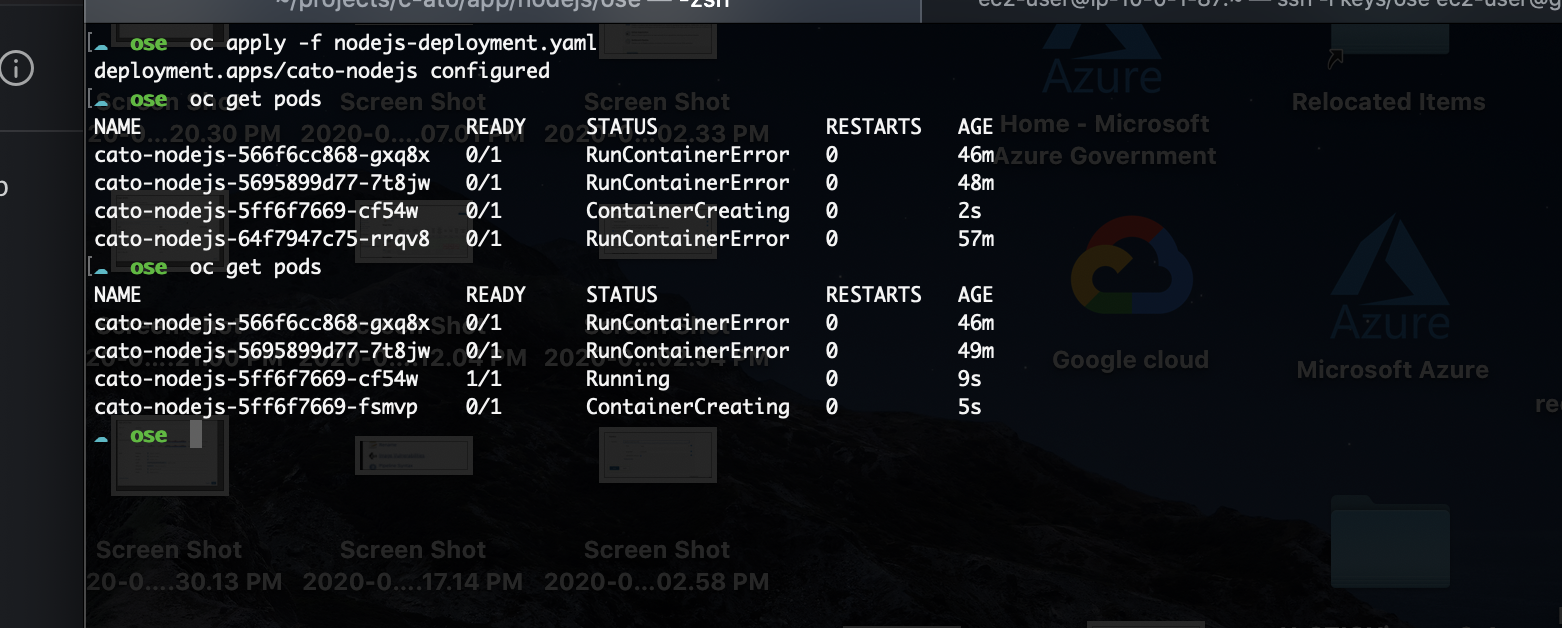 ~/projects/c-ato/app/nodejs/ose — -zsh
ec2-user@ip-10-0-1-87:~ — ssh -i keys/ose ec2-user@g
ose oc apply -f nodejs-deployment.yaml
deployment.apps/cato-nodejs configured
ose oc get pods
NAME READY STATUS RESTARTS AGE
cato-nodejs-566f6cc868-gxq8x 0/1 RunContainerError 0 46m
cato-nodejs-5695899d77-7t8jw 0/1 RunContainerError 0 48m
cato-nodejs-5ff6f7669-cf54w 0/1 ContainerCreating 0 2s
cato-nodejs-64f7947c75-rrqv8 0/1 RunContainerError 0 57m
ose oc get pods
NAME READY STATUS RESTARTS AGE
cato-nodejs-566f6cc868-gxq8x 0/1 RunContainerError 0 46m
cato-nodejs-5695899d77-7t8jw 0/1 RunContainerError 0 49m
cato-nodejs-5ff6f7669-cf54w 1/1 Running 0 9s
cato-nodejs-5ff6f7669-fsmvp 0/1 ContainerCreating 0 5s
ose
Azure
Relocated Items
Home - Microsoft
Azure Government
Screen Shot Screen Shot Screen Shot
20-0....20.30 PM 2020-0....07.01 PM 2020-0...02.33 PM
Azure
Google cloud
Microsoft Azure
Screen Shot Screen Shot Screen Shot
20-0....30.13 PM 2020-0....17.14 PM 2020-0...02.58 PM